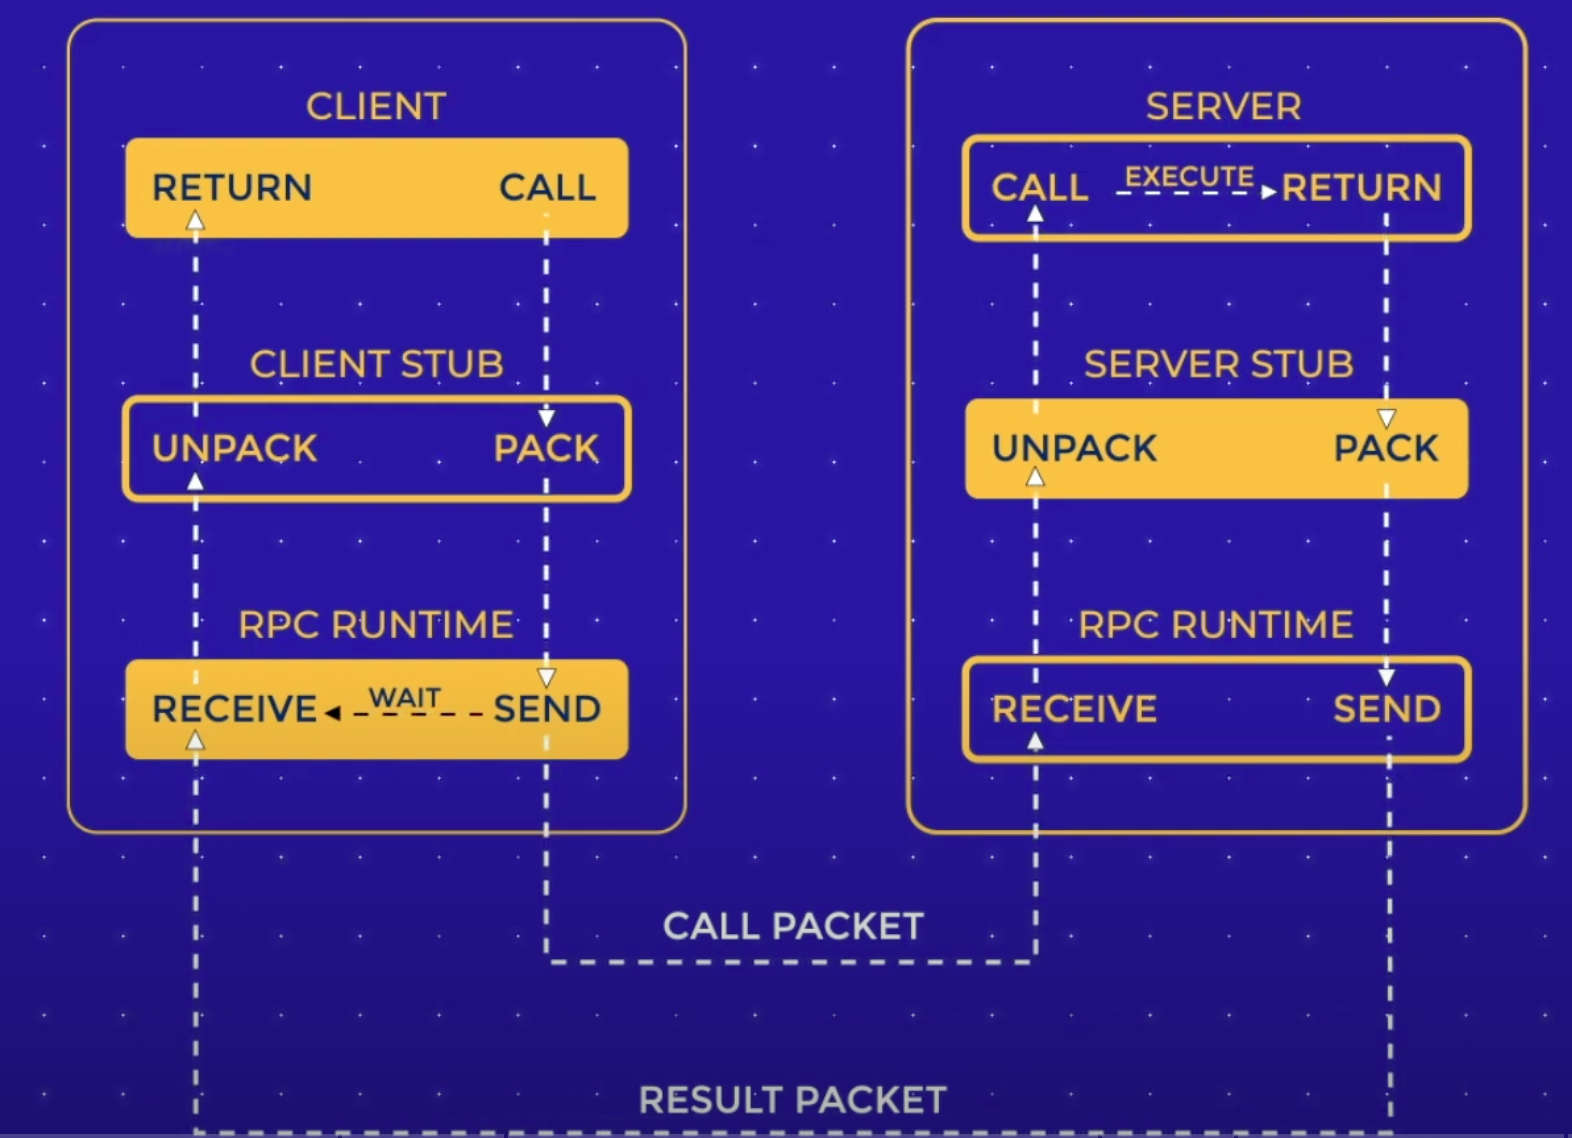 CLIENT
RETURN CALL
CLIENT STUB
UNPACK PACK
RPC RUNTIME
RECEIVE WAIT SEND
SERVER
CALL EXECUTE RETURN
SERVER STUB
UNPACK PACK
RPC RUNTIME
RECEIVE SEND
CALL PACKET
RESULT PACKET